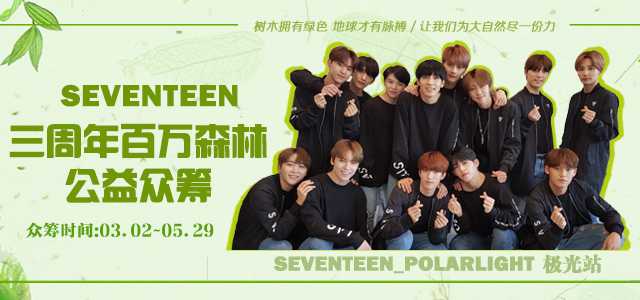 树木拥有绿色 地球才有脉搏 / 让我们为大自然尽一份力
SEVENTEEN
三周年百万森林
公益众筹
众筹时间:03.02-05.29
SEVENTEEN_POLARLIGHT 极光站